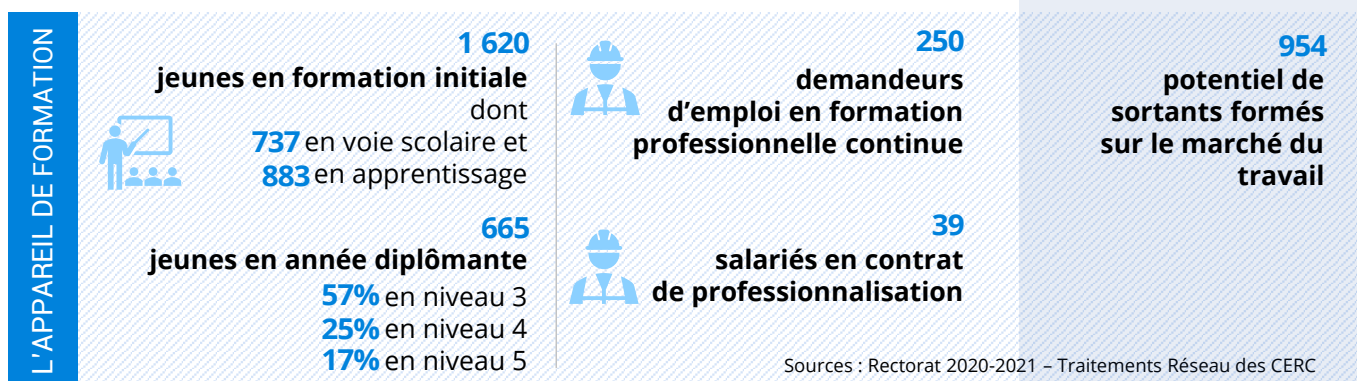 L'APPAREIL DE FORMATION
1 620
jeunes en formation initiale
dont
737 en voie scolaire et
883 en apprentissage
665
jeunes en année diplômante
57% en niveau 3
25% en niveau 4
17% en niveau 5
250
demandeurs
d’emploi en formation
professionnelle continue
39
salariés en contrat
de professionnalisation
954
potentiel de
sortants formés
sur le marché du
travail
Sources : Rectorat 2020-2021 – Traitements Réseau des CERC